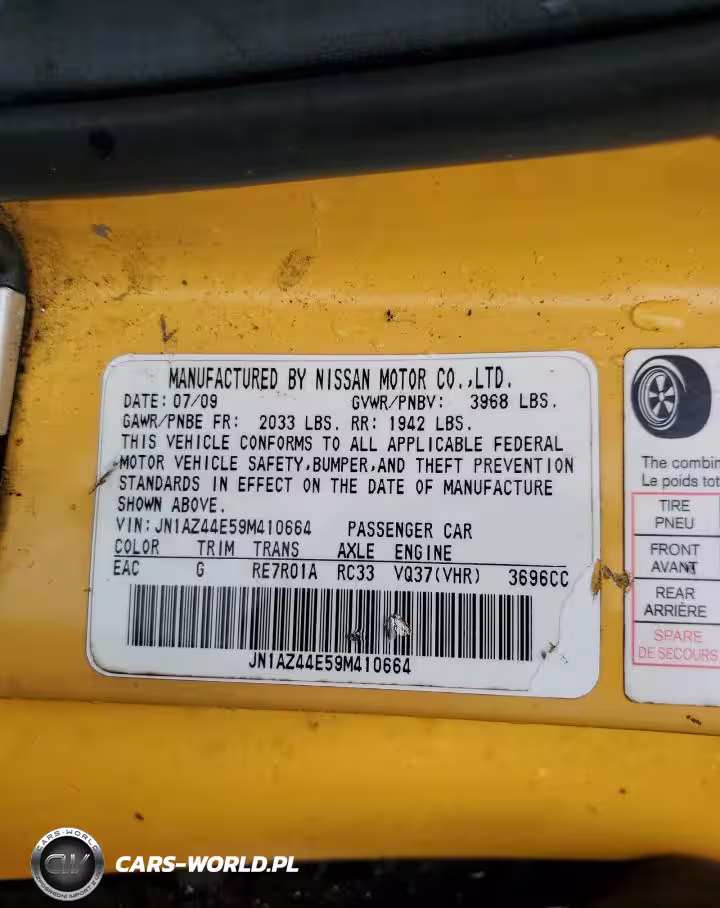 MANUFACTURED BY NISSAN MOTOR CO.,LTD.
DATE: 07/09 GVWR/PNBV: 3968 LBS.
GAWR/PNBE FR: 2033 LBS. RR: 1942 LBS.
THIS VEHICLE CONFORMS TO ALL APPLICABLE FEDERAL
MOTOR VEHICLE SAFETY,BUMPER,AND THEFT PREVENTION
STANDARDS IN EFFECT ON THE DATE OF MANUFACTURE
SHOWN ABOVE.
VIN: JN1AZ44E59M410664 PASSENGER CAR
COLOR TRIM TRANS AXLE ENGINE
EAC G RE7R01A RC33 VQ37(VHR) 3696CC
JN1AZ44E59M410664
The combin
Le poids tot
TIRE
PNEU
FRONT
AVANT
REAR
ARRIÈRE
SPARE
DE SECOURS
CARS-WORLD
CW
CARS-WORLD.PL